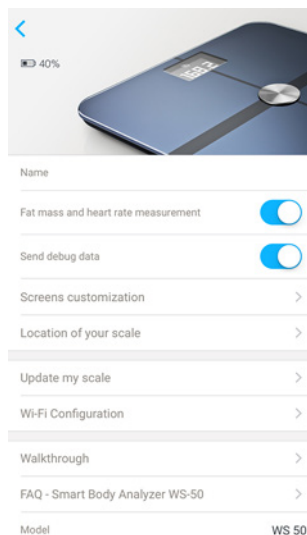 40%
Name
Fat mass and heart rate measurement
Send debug data
Screens customization
Location of your scale
Update my scale
Wi-Fi Configuration
Walkthrough
FAQ - Smart Body Analyzer WS-50
Model WS 50